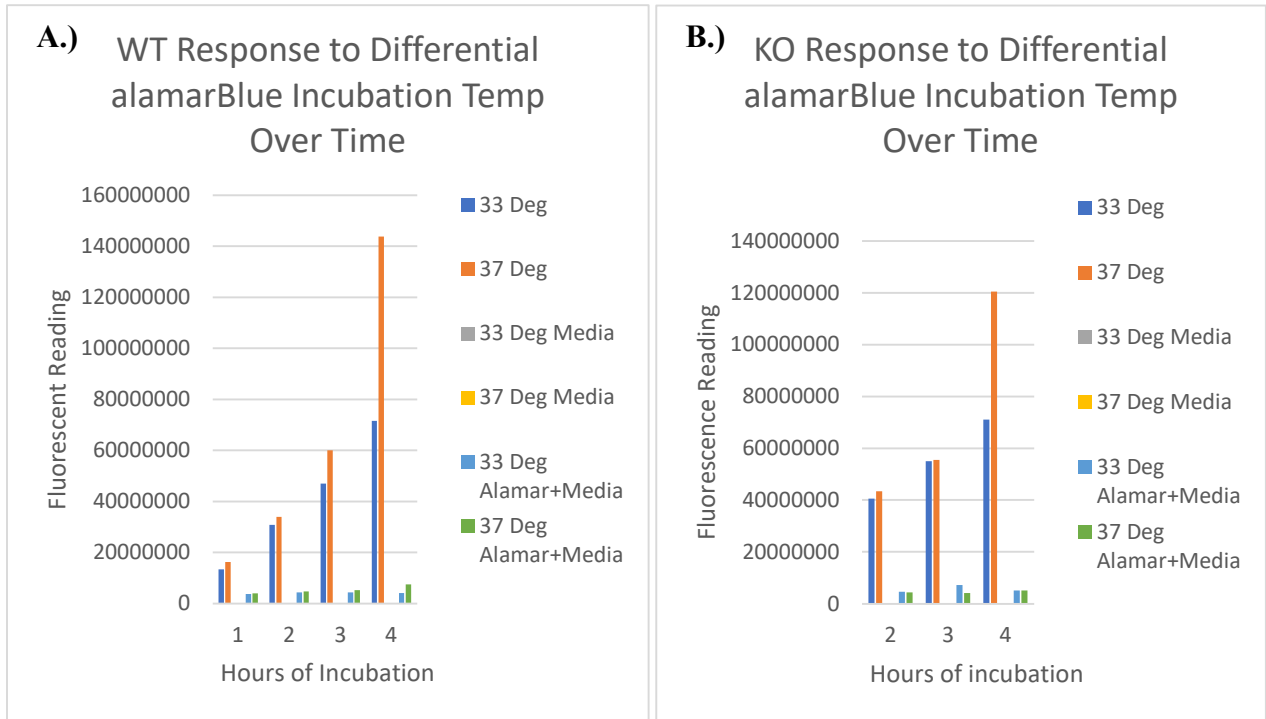 A.)
WT Response to Differential
alamarBlue Incubation Temp
Over Time
Fluorescent Reading
160000000
140000000
120000000
100000000
80000000
60000000
40000000
20000000
0
1 2 3 4
Hours of Incubation
33 Deg
37 Deg
33 Deg Media
37 Deg Media
33 Deg
Alamar+Media
37 Deg
Alamar+Media
B.)
KO Response to Differential
alamarBlue Incubation Temp
Over Time
Fluorescence Reading
140000000
120000000
100000000
80000000
60000000
40000000
20000000
0
2 3 4
Hours of incubation
33 Deg
37 Deg
33 Deg Media
37 Deg Media
33 Deg
Alamar+Media
37 Deg
Alamar+Media